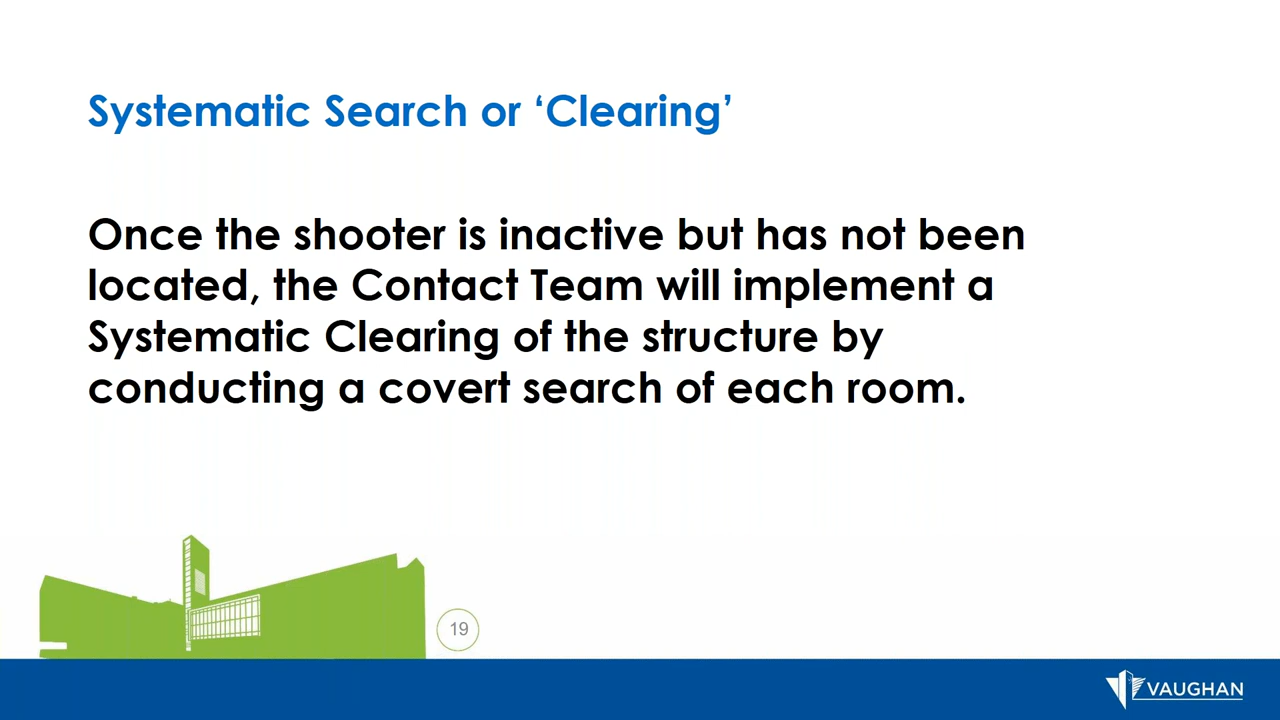 Systematic Search or ‘Clearing’
Once the shooter is inactive but has not been
located, the Contact Team will implement a
Systematic Clearing of the structure by
conducting a covert search of each room.
19
VAUGHAN